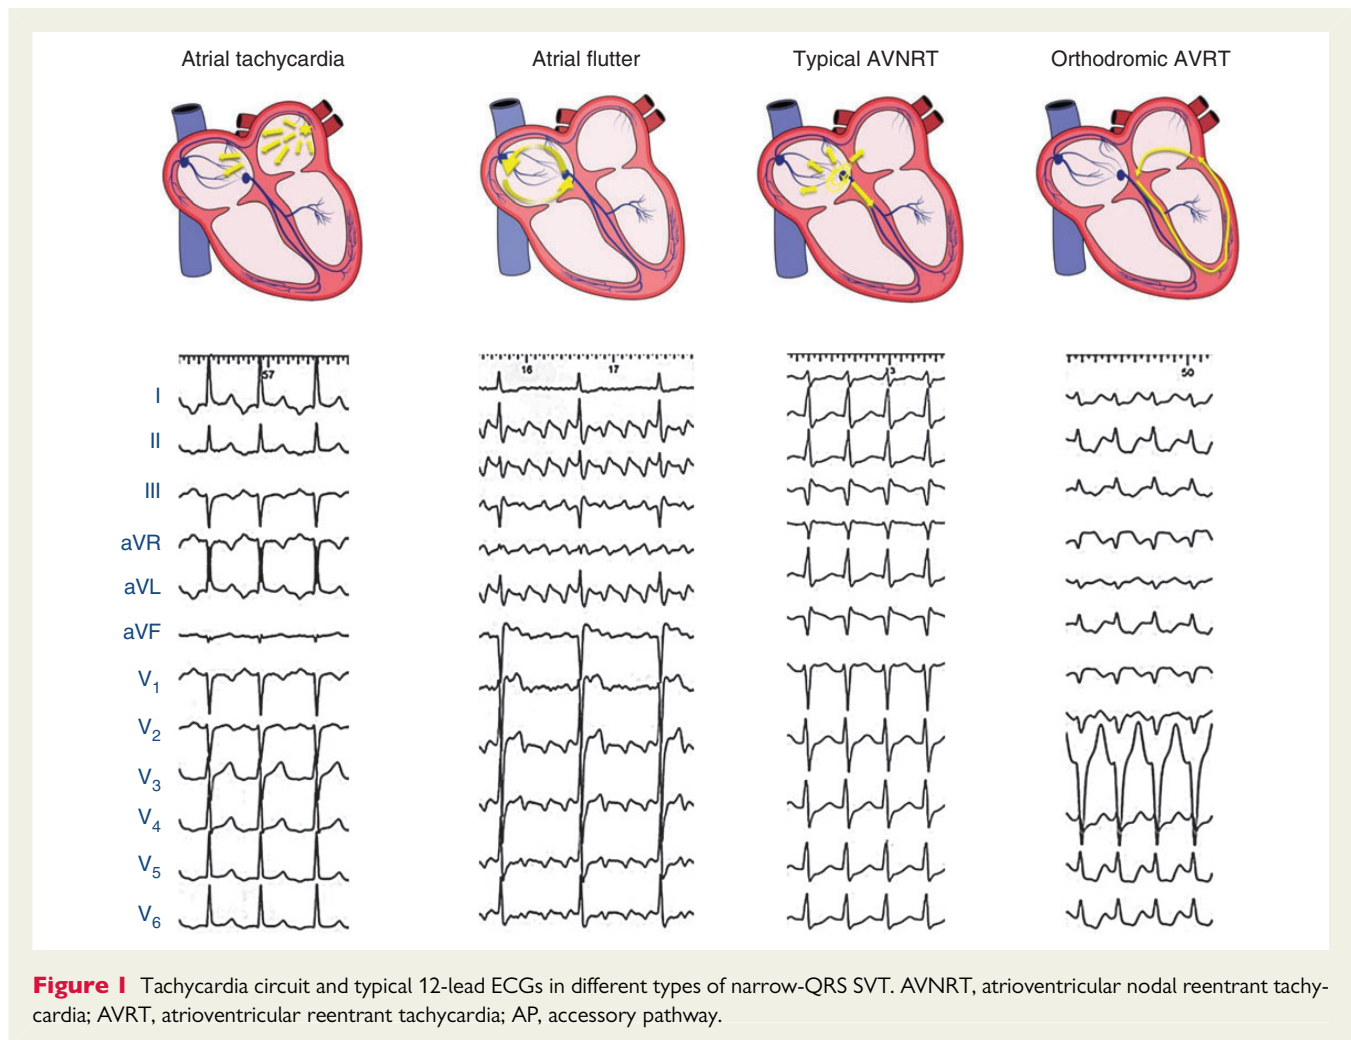 Atrial tachycardia
Atrial flutter
Typical AVNRT
Orthodromic AVRT
57
16
17
3
50
I
II
III
aVR
aVL
aVF
V1
V2
V3
V4
V5
V6
Figure 1 Tachycardia circuit and typical 12-lead ECGs in different types of narrow-QRS SVT. AVNRT, atrioventricular nodal reentrant tachy-
cardia; AVRT, atrioventricular reentrant tachycardia; AP, accessory pathway.